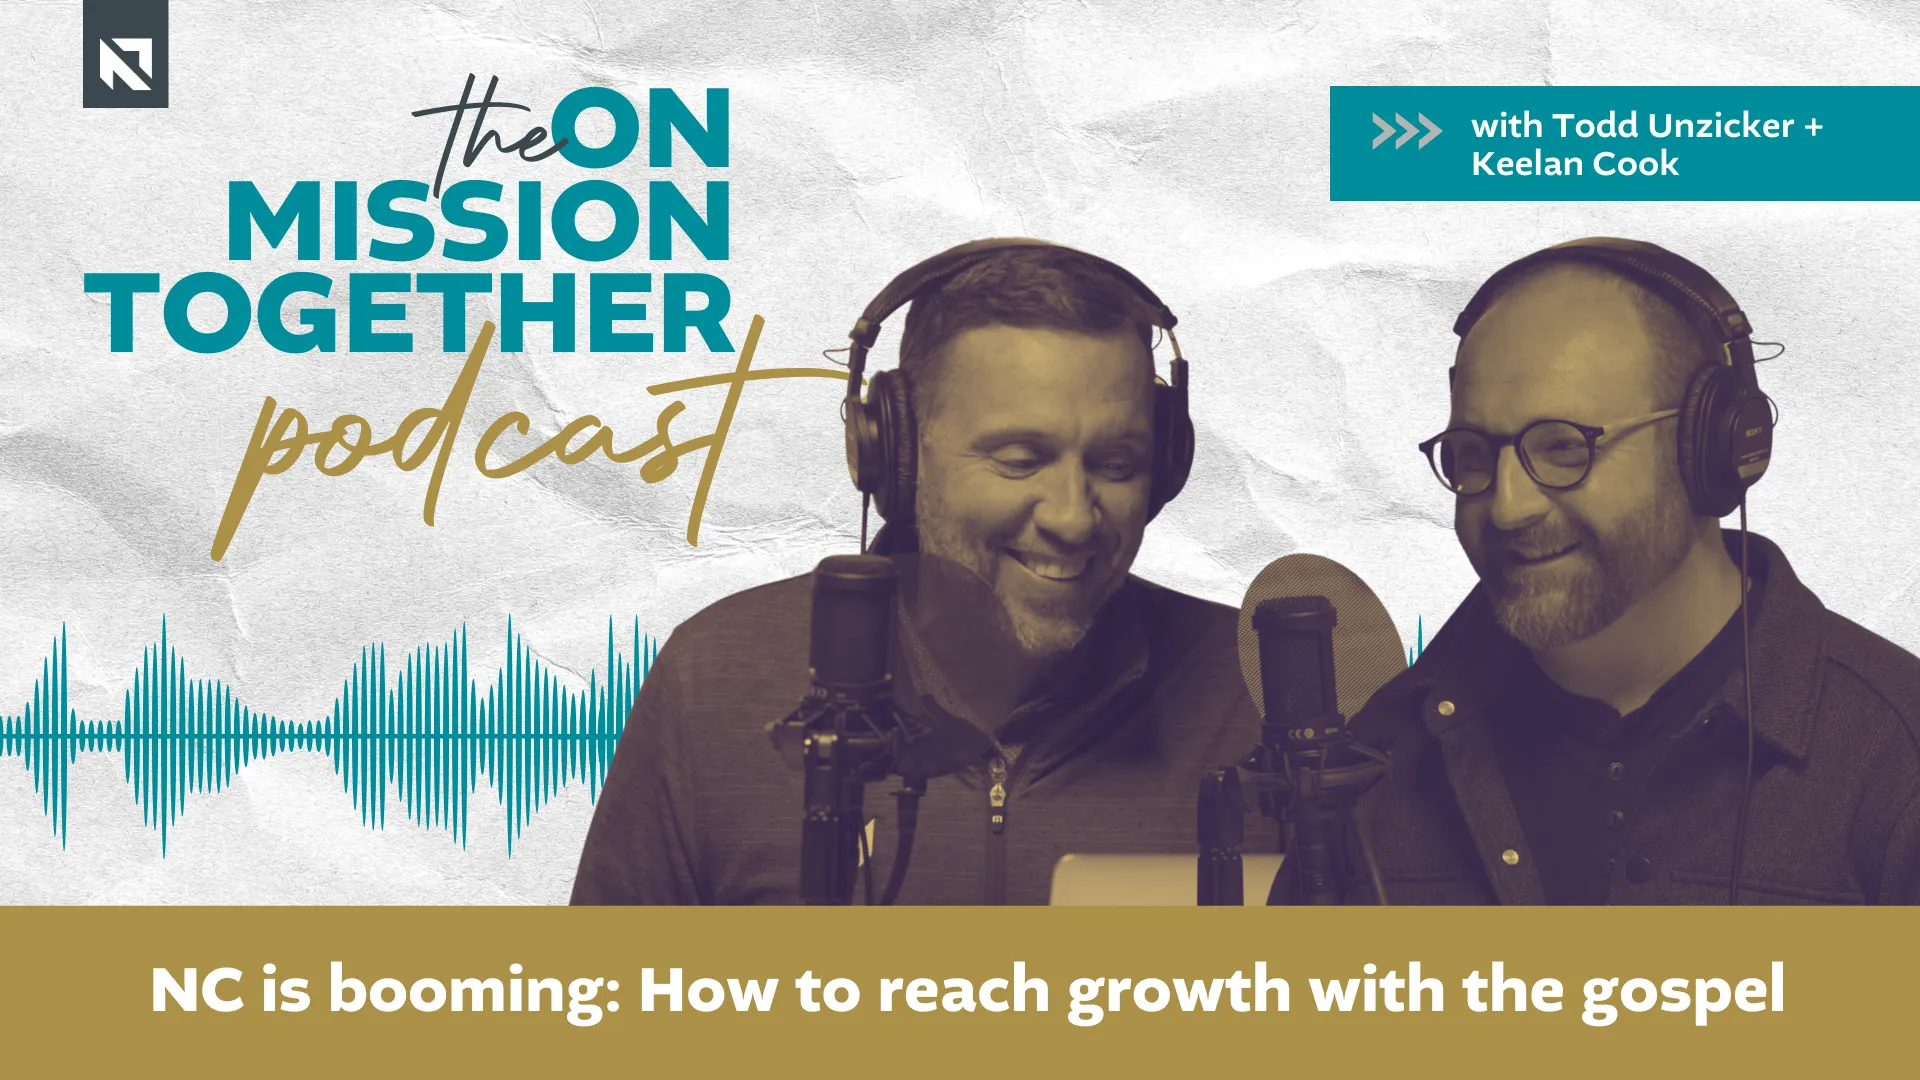 the ON
MISSION
TOGETHER
podcast
with Todd Unzicker +
Keelan Cook
NC is booming: How to reach growth with the gospel